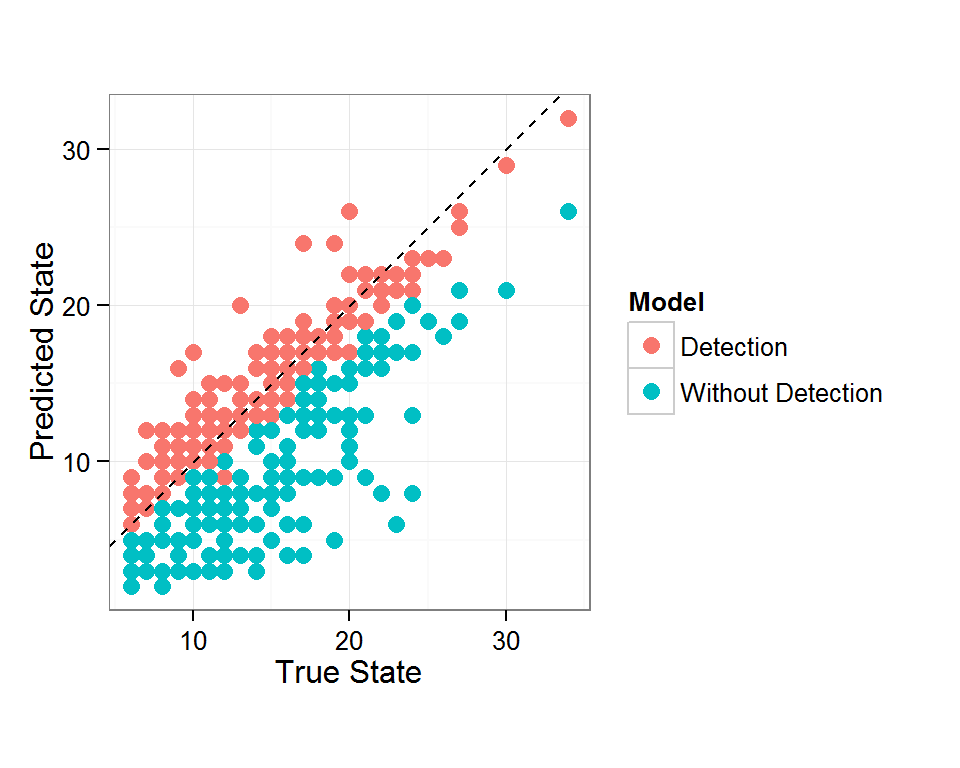 30
20
10
Predicted State
10 20 30
True State
Model
Detection
Without Detection